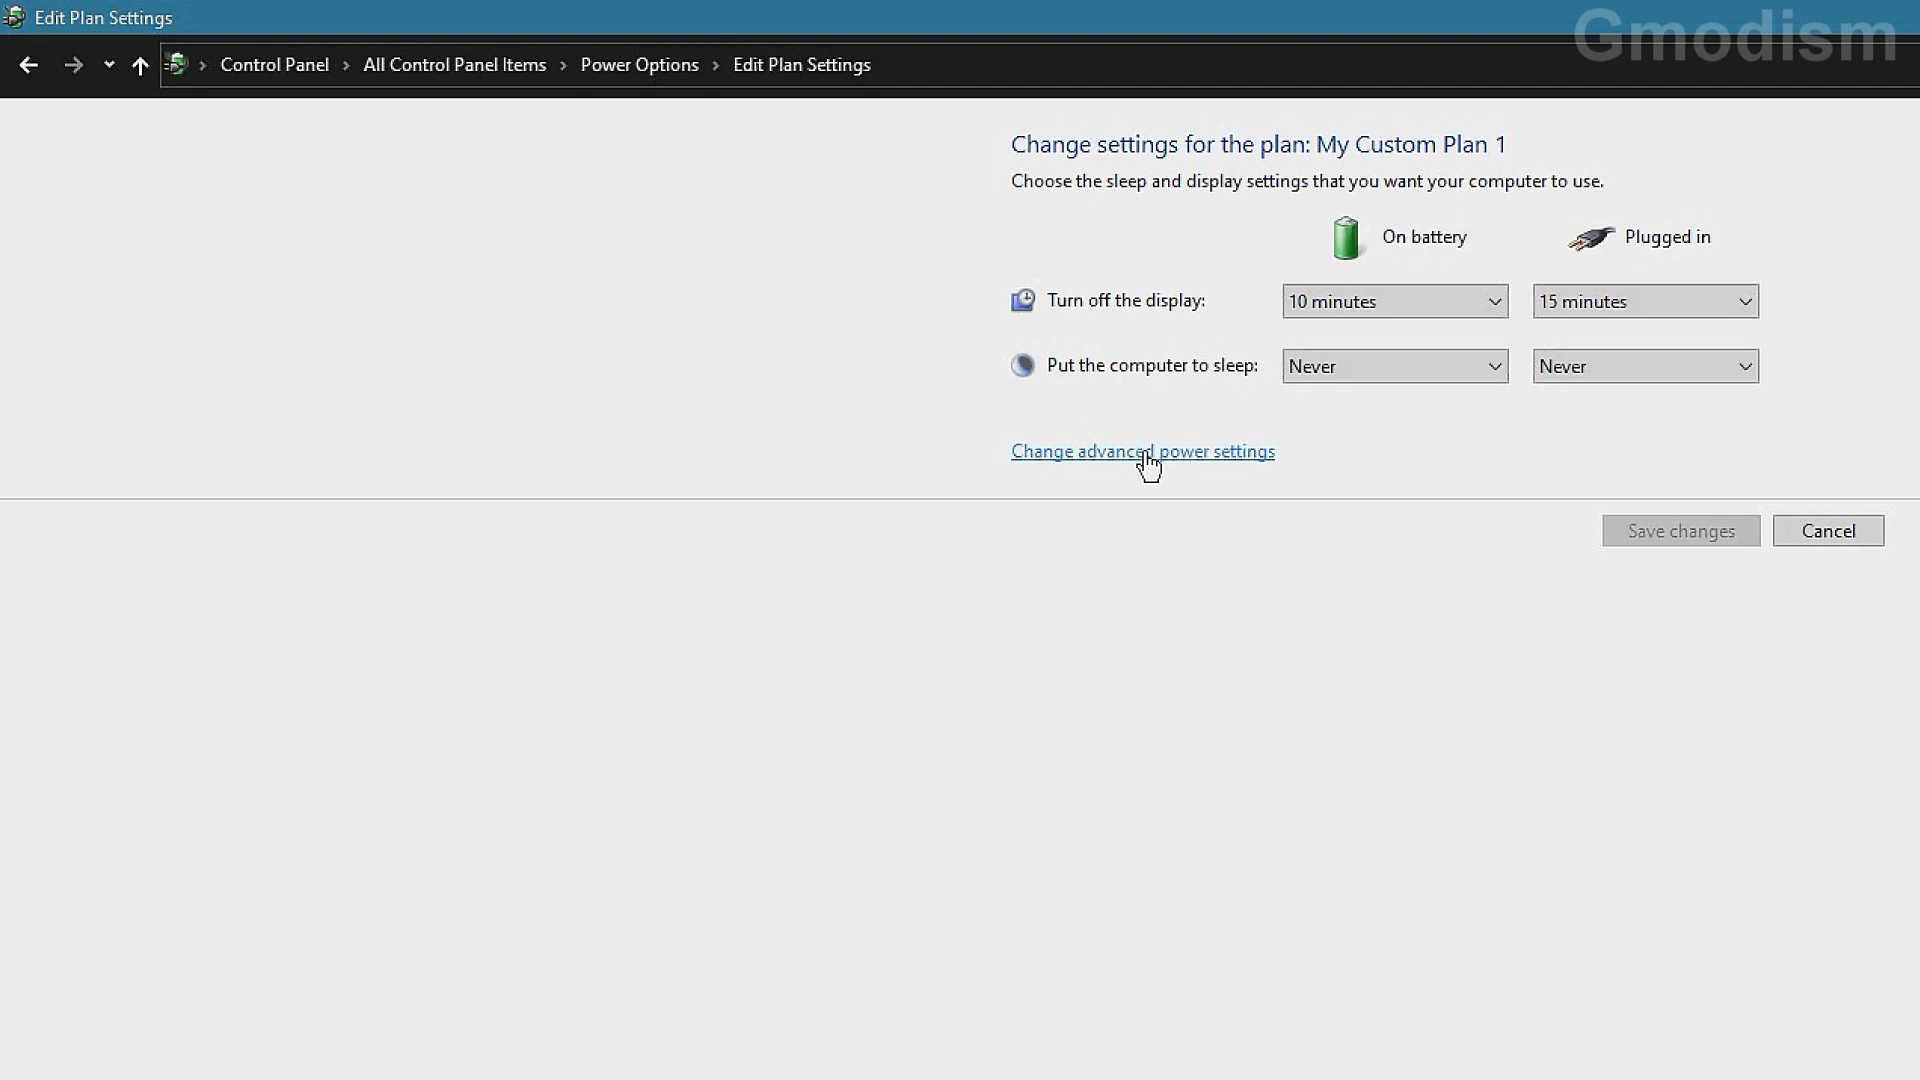 Edit Plan Settings
Gmodism
Control Panel > All Control Panel Items > Power Options > Edit Plan Settings
Change settings for the plan: My Custom Plan 1
Choose the sleep and display settings that you want your computer to use.
On battery Plugged in
Turn off the display: 10 minutes 15 minutes
Put the computer to sleep: Never Never
Change advanced power settings
Save changes Cancel